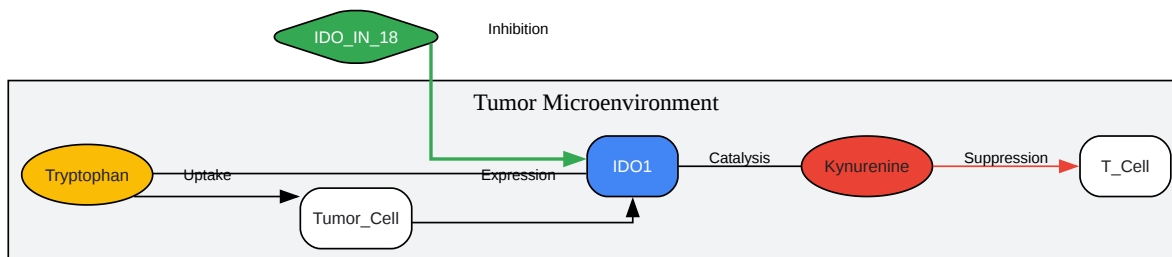 IDO_IN_18
Inhibition
Tumor Microenvironment
Tryptophan
Uptake
Tumor_Cell
Expression
IDO1
Catalysis
Kynurenine
Suppression
T_Cell